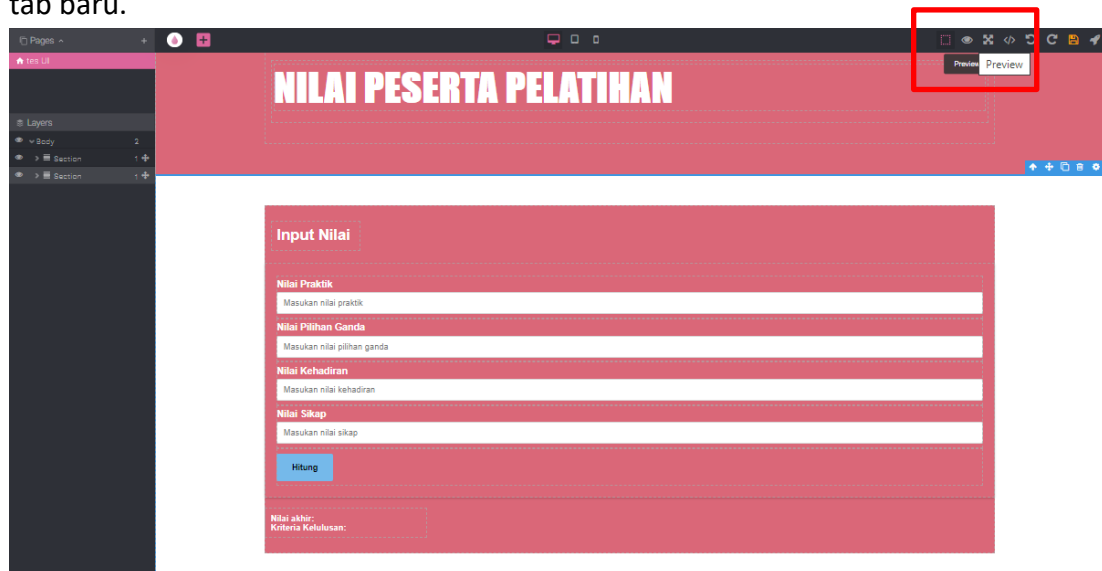 tab baru.
Pages
tes UI
Preview
Preview
NILAI PESERTA PELATIHAN
Layers
Body 2
Section 1
Section 1
Input Nilai
Nilai Praktik
Masukan nilai praktik
Nilai Pilihan Ganda
Masukan nilai pilihan ganda
Nilai Kehadiran
Masukan nilai kehadiran
Nilai Sikap
Masukan nilai sikap
Hitung
Nilai akhir:
Kriteria Kelulusan: